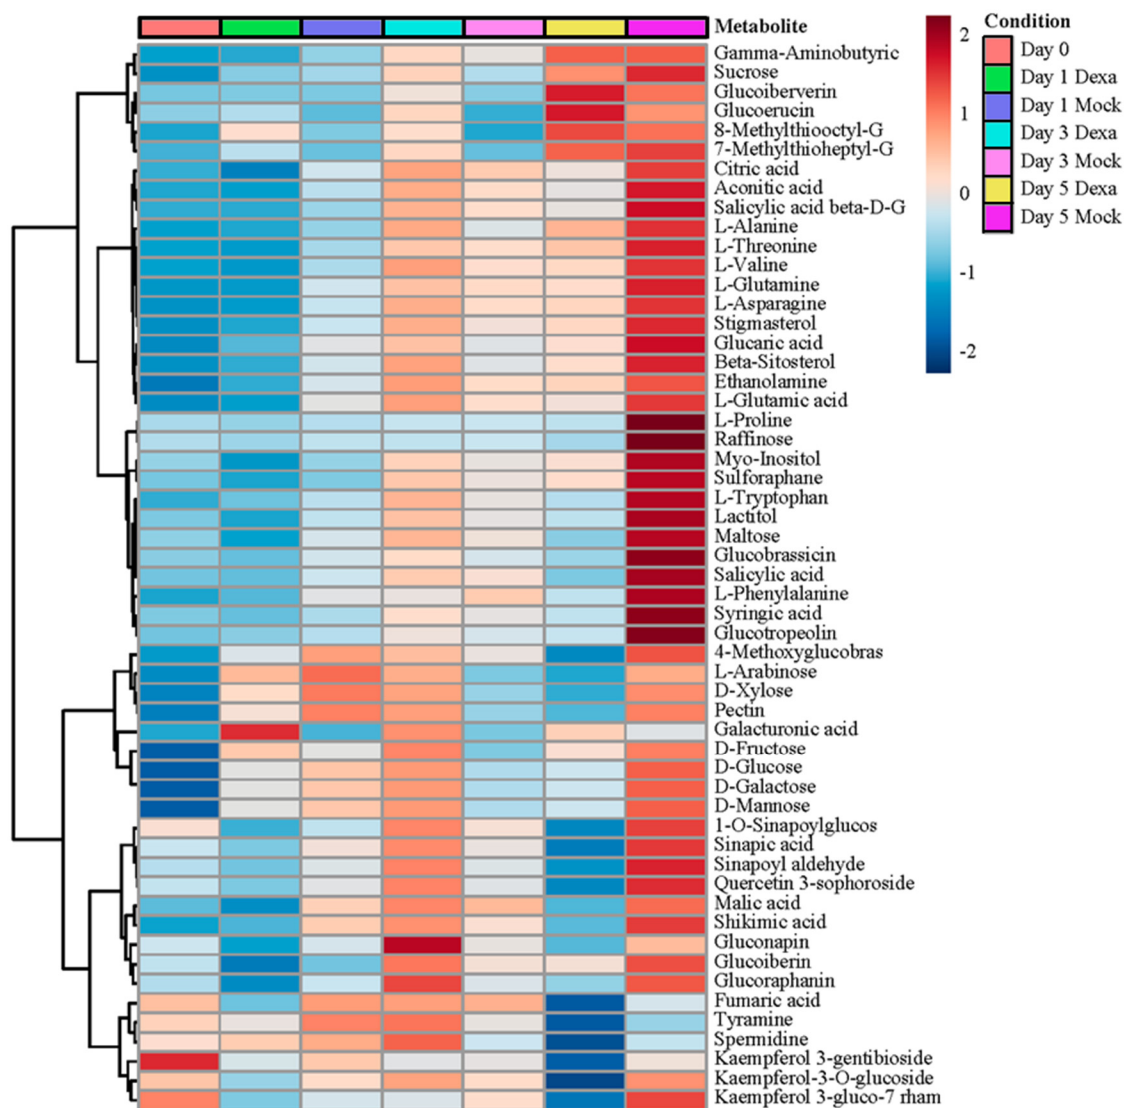 Metabolite
Gamma-Aminobutyric
Sucrose
Glucoiberverin
Glucoerucin
8-Methylthiooctyl-G
7-Methylthioheptyl-G
Citric acid
Aconitic acid
Salicylic acid beta-D-G
L-Alanine
L-Threonine
L-Valine
L-Glutamine
L-Asparagine
Stigmasterol
Glucaric acid
Beta-Sitosterol
Ethanolamine
L-Glutamic acid
L-Proline
Raffinose
Myo-Inositol
Sulforaphane
L-Tryptophan
Lactitol
Maltose
Glucobrassicin
Salicylic acid
L-Phenylalanine
Syringic acid
Glucotropeolin
4-Methoxyglucobras
L-Arabinose
D-Xylose
Pectin
Galacturonic acid
D-Fructose
D-Glucose
D-Galactose
D-Mannose
1-O-Sinapoylglucos
Sinapic acid
Sinapoyl aldehyde
Quercetin 3-sophoroside
Malic acid
Shikimic acid
Gluconapin
Glucoiberin
Glucoraphanin
Fumaric acid
Tyramine
Spermidine
Kaempferol 3-gentibioside
Kaempferol-3-O-glucoside
Kaempferol 3-gluco-7 rham
2
1
0
-1
-2
Condition
Day 0
Day 1 Dexa
Day 1 Mock
Day 3 Dexa
Day 3 Mock
Day 5 Dexa
Day 5 Mock